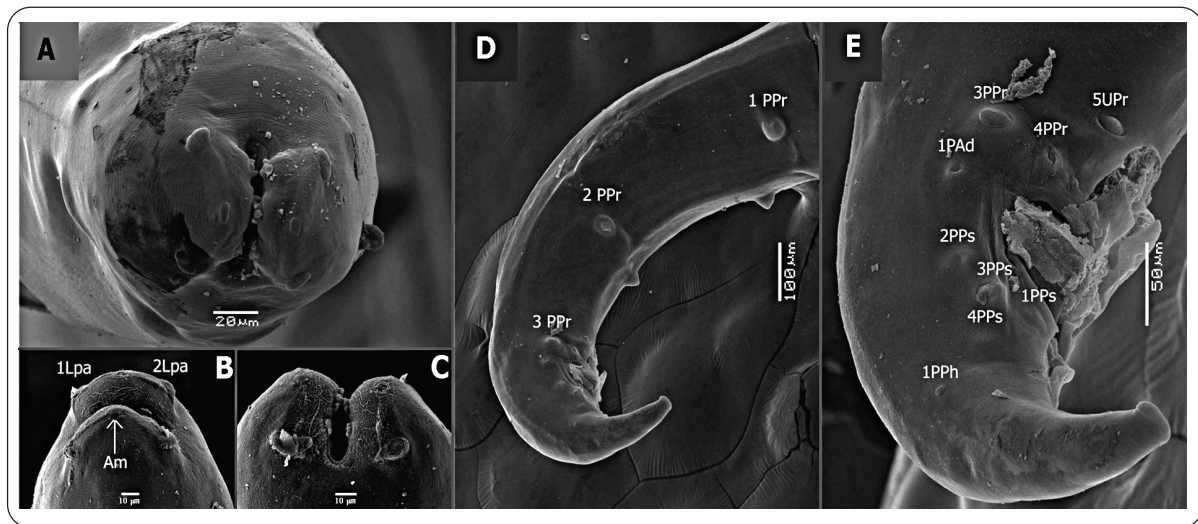 A
20 µm
B
1Lpa 2Lpa
Am
10 µm
C
10 µm
D
1 PPr
2 PPr
3 PPr
100 µm
E
3PPr
5UPr
4PPr
1PAd
2PPs
3PPs
1PPs
4PPs
1PPh
50 µm